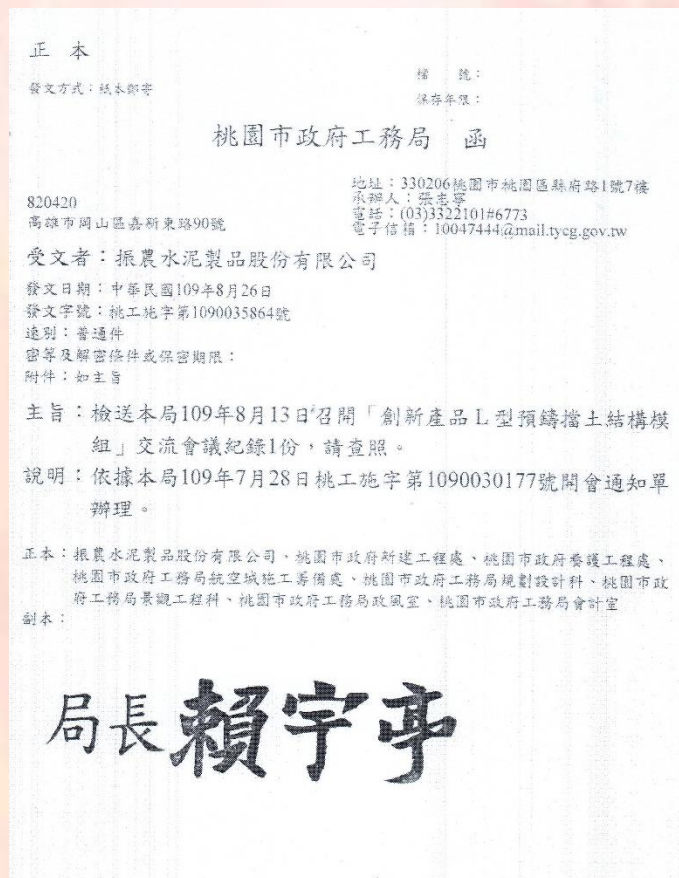 正本
發文方式：紙本郵寄
檔 號：
保存年限：
桃園市政府工務局 函
地址：330206桃園市桃園區縣府路1號7樓
承辦人：張志寧
電話：(03)3322101#6773
電子信箱：10047444@mail.tycg.gov.tw
820420
高雄市岡山區嘉新東路90號
受文者：振農水泥製品股份有限公司
發文日期：中華民國109年8月26日
發文字號：桃工施字第1090035864號
速別：普通件
密等及解密條件或保密期限：
附件：如主旨
主旨：檢送本局109年8月13日召開「創新產品L型預鑄擋土結構模
組」交流會議紀錄1份，請查照。
說明：依據本局109年7月28日桃工施字第1090030177號開會通知單
辦理。
正本：振農水泥製品股份有限公司、桃園市政府新建工程處、桃園市政府養護工程處、
桃園市政府工務局航空城施工籌備處、桃園市政府工務局規劃設計科、桃園市政
府工務局景觀工程科、桃園市政府工務局政風室、桃園市政府工務局會計室
副本：
局長賴宇亭